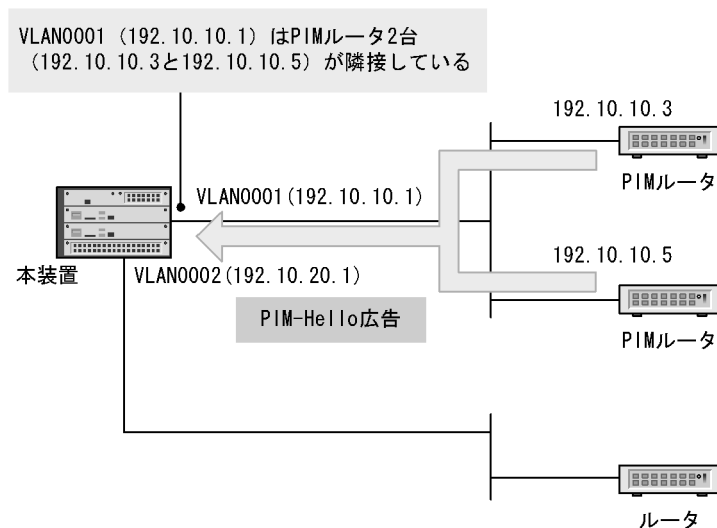 VLAN0001 (192.10.10.1) はPIMルータ2台
(192.10.10.3と192.10.10.5) が隣接している
192.10.10.3
PIMルータ
VLAN0001(192.10.10.1)
192.10.10.5
本装置
VLAN0002(192.10.20.1)
PIM-Hello広告
PIMルータ
ルータ